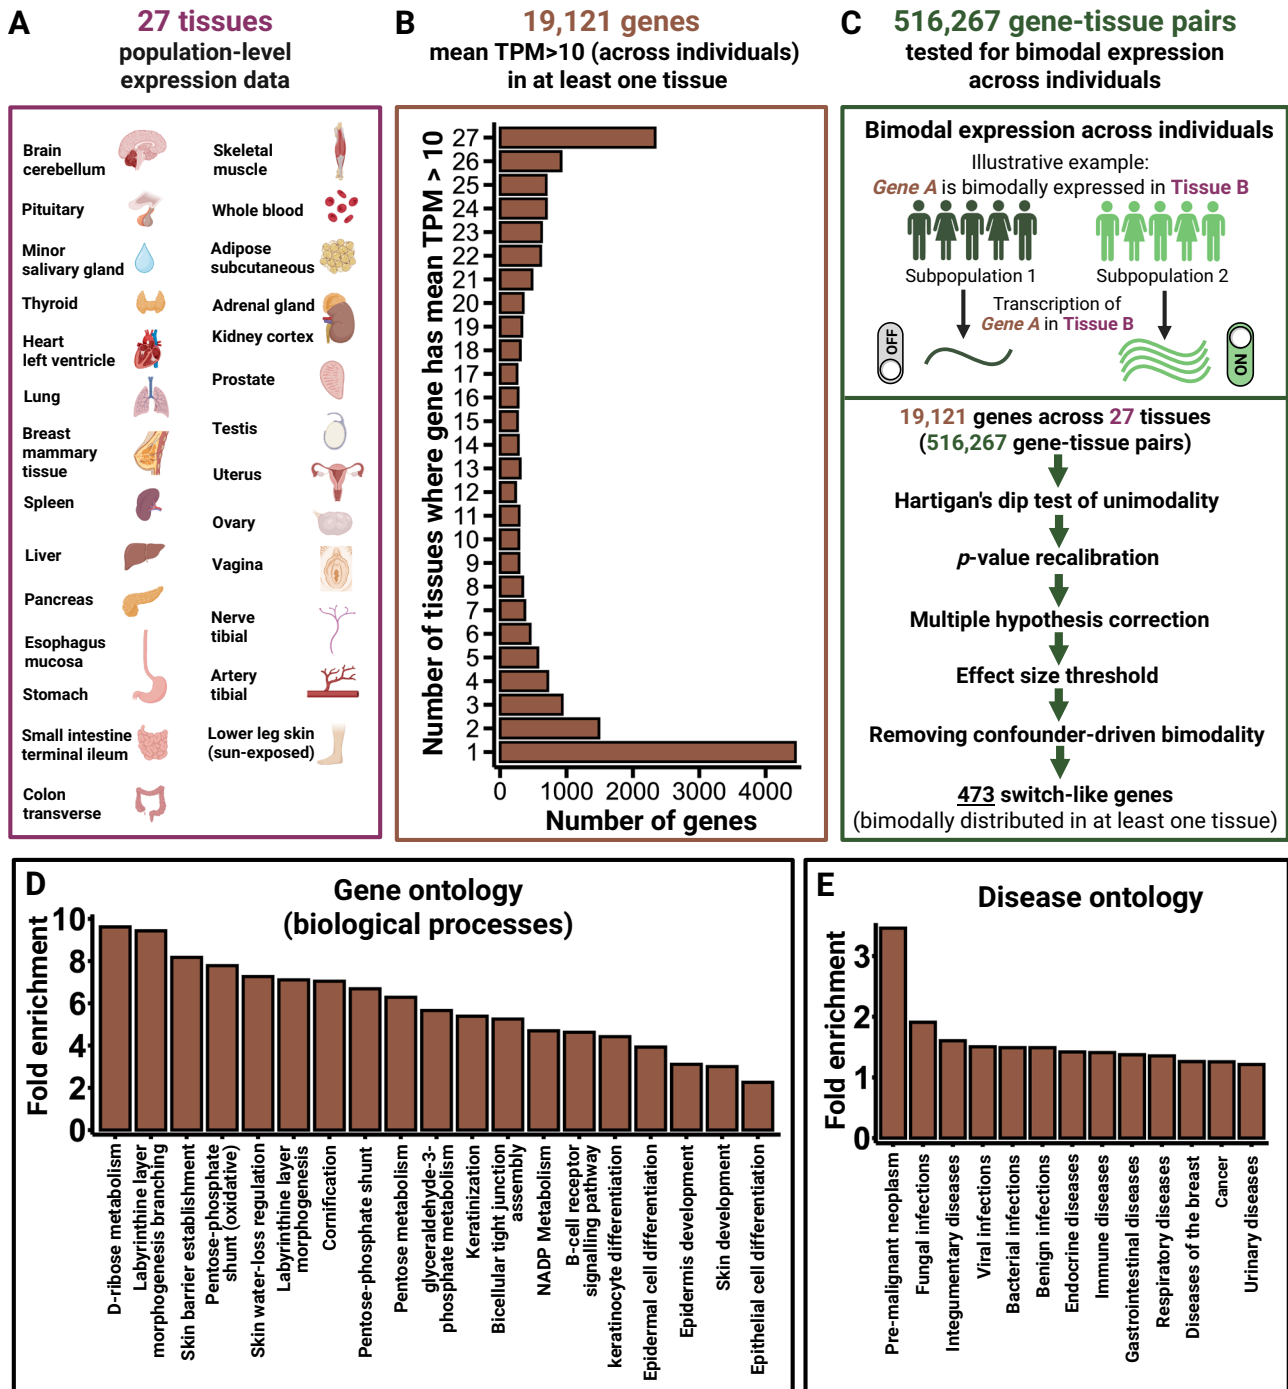 A
27 tissues
population-level
expression data
Brain
cerebellum
Pituitary
Minor
salivary gland
Thyroid
Heart
left ventricle
Lung
Breast
mammary
tissue
Spleen
Liver
Pancreas
Esophagus
mucosa
Stomach
Small intestine
terminal ileum
Colon
transverse
Skeletal
muscle
Whole blood
Adipose
subcutaneous
Adrenal gland
Kidney cortex
Prostate
Testis
Uterus
Ovary
Vagina
Nerve
tibial
Artery
tibial
Lower leg skin
(sun-exposed)
B
19,121 genes
mean TPM>10 (across individuals)
in at least one tissue
Number of tissues where gene has mean TPM > 10
27
26
25
24
23
22
21
20
19
18
17
16
15
14
13
12
11
10
9
8
7
6
5
4
3
2
1
0 1000 2000 3000 4000
Number of genes
C
516,267 gene-tissue pairs
tested for bimodal expression
across individuals
Bimodal expression across individuals
Illustrative example:
Gene A is bimodally expressed in Tissue B
Subpopulation 1 Subpopulation 2
Transcription of
Gene A in Tissue B
OFF
ON
19,121 genes across 27 tissues
(516,267 gene-tissue pairs)
Hartigan's dip test of unimodality
p-value recalibration
Multiple hypothesis correction
Effect size threshold
Removing confounder-driven bimodality
473 switch-like genes
(bimodally distributed in at least one tissue)
D
Gene ontology
(biological processes)
Fold enrichment
10
8
6
4
2
0
D-ribose metabolism
Labyrinthine layer
morphogenesis branching
Skin barrier establishment
Pentose-phosphate
shunt (oxidative)
Skin water-loss regulation
Labyrinthine layer
morphogenesis
Cornification
Pentose-phosphate shunt
Pentose metabolism
glyceraldehyde-3-
phosphate metabolism
Keratinization
Bicellular tight junction
assembly
NADP Metabolism
B-cell receptor
signalling pathway
keratinocyte differentiation
Epidermal cell differentiation
Epidermis development
Skin development
Epithelial cell differentiation
E
Disease ontology
Fold enrichment
3
2
1
0
Pre-malignant neoplasm
Fungal infections
Integumentary diseases
Viral infections
Bacterial infections
Benign infections
Endocrine diseases
Immune diseases
Gastrointestinal diseases
Respiratory diseases
Diseases of the breast
Cancer
Urinary diseases